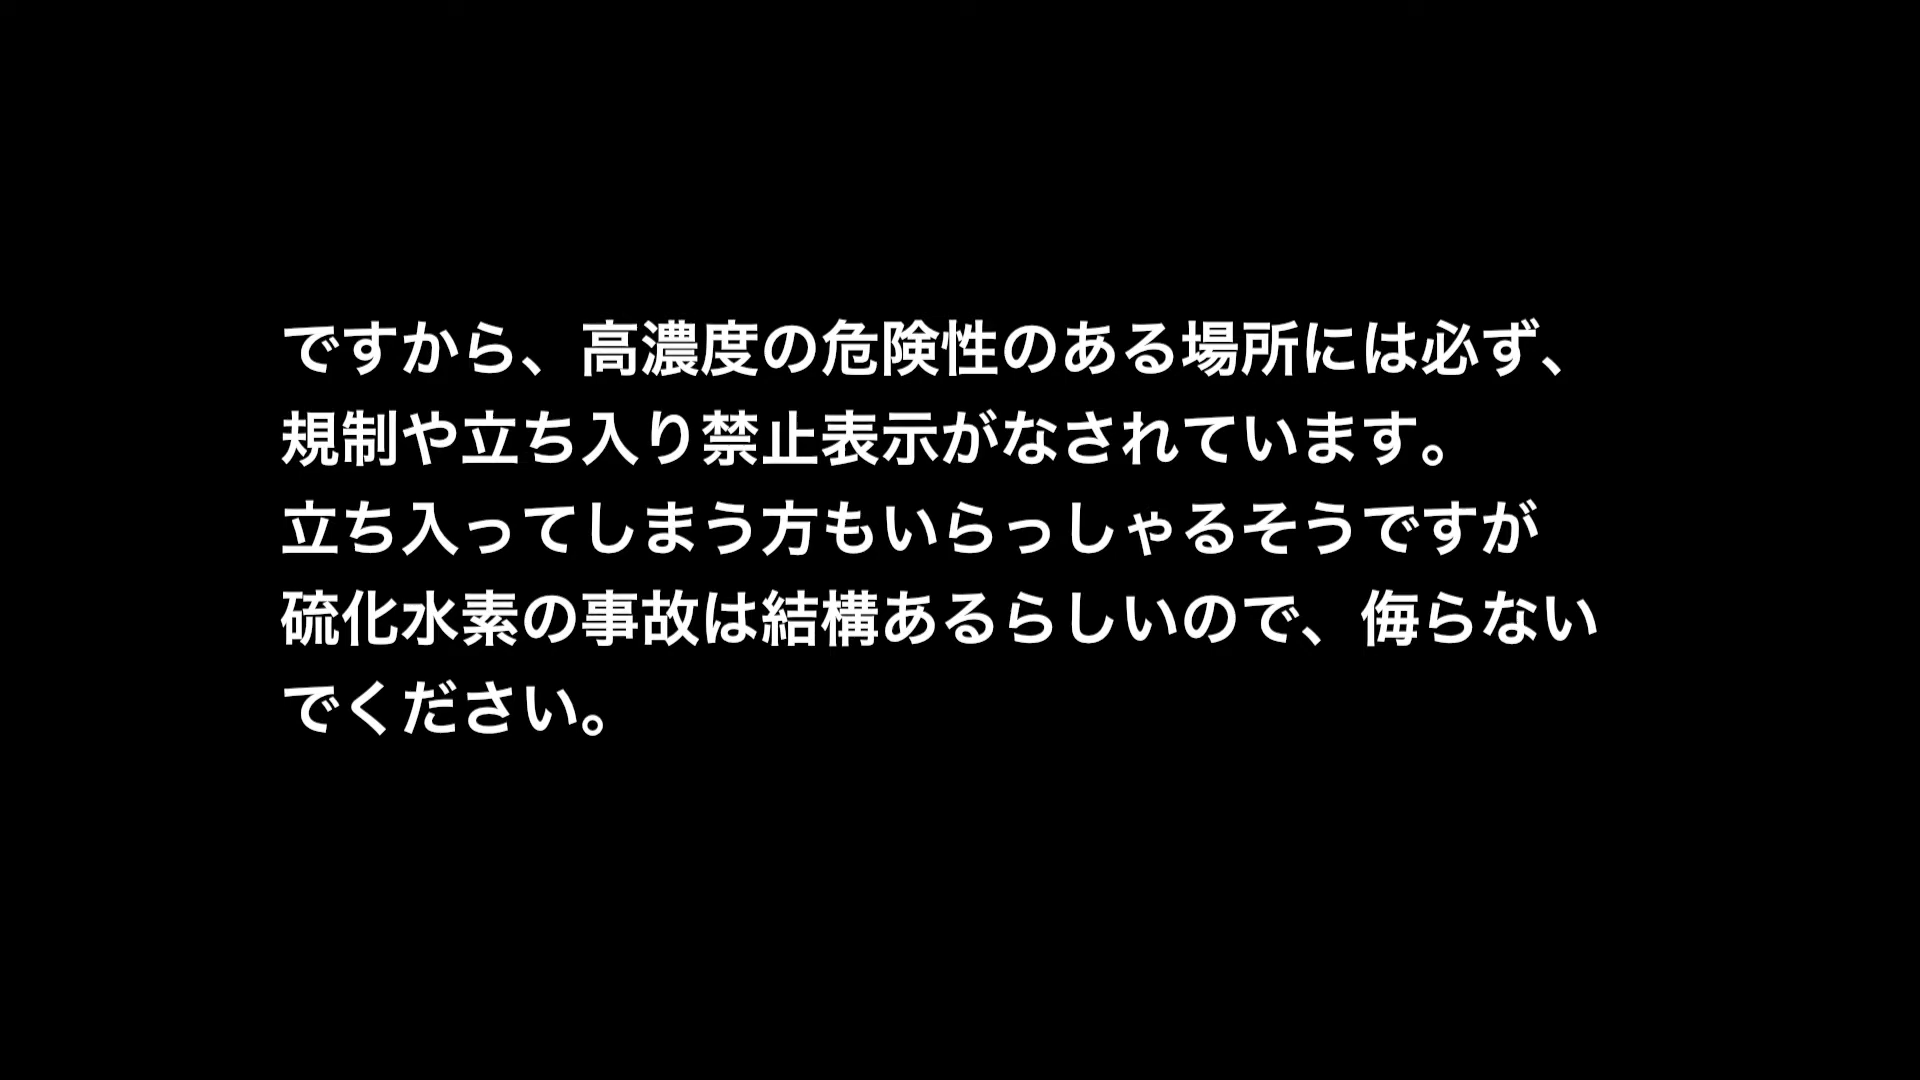 ですから、高濃度の危険性のある場所には必ず、
規制や立ち入り禁止表示がなされています。
立ち入ってしまう方もいらっしゃるそうですが
硫化水素の事故は結構あるらしいので、侮らない
でください。